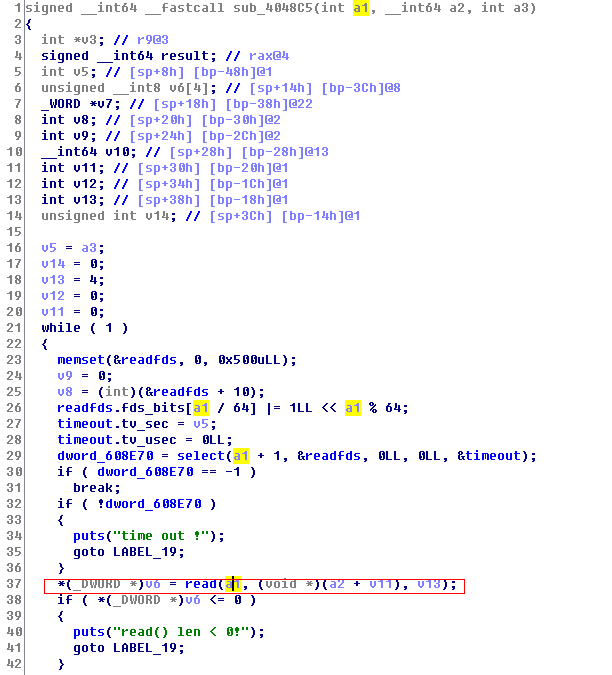 1 signed __int64 __fastcall sub_4048C5(int a1, __int64 a2, int a3)
2 {
3 int *v3; // r9@3
4 signed __int64 result; // rax@4
5 int v5; // [sp+8h] [bp-48h]@1
6 unsigned __int8 v6[4]; // [sp+14h] [bp-3Ch]@8
7 _WORD *v7; // [sp+18h] [bp-38h]@22
8 int v8; // [sp+20h] [bp-30h]@2
9 int v9; // [sp+24h] [bp-2Ch]@2
10 __int64 v10; // [sp+28h] [bp-28h]@13
11 int v11; // [sp+30h] [bp-20h]@1
12 int v12; // [sp+34h] [bp-1Ch]@1
13 int v13; // [sp+38h] [bp-18h]@1
14 unsigned int v14; // [sp+3Ch] [bp-14h]@1
15
16 v5 = a3;
17 v14 = 0;
18 v13 = 4;
19 v12 = 0;
20 v11 = 0;
21 while ( 1 )
22 {
23 memset(&readfds, 0, 0x500uLL);
24 v9 = 0;
25 v8 = (int)(&readfds + 10);
26 readfds.fds_bits[a1 / 64] |= 1LL << a1 % 64;
27 timeout.tv_sec = v5;
28 timeout.tv_usec = 0LL;
29 dword_608E70 = select(a1 + 1, &readfds, 0LL, 0LL, &timeout);
30 if ( dword_608E70 == -1 )
31 break;
32 if ( !dword_608E70 )
33 {
34 puts("time out !");
35 goto LABEL_19;
36 }
37 *(_DWORD *)v6 = read(a1, (void *)(a2 + v11), v13);
38 if ( *(_DWORD *)v6 <= 0 )
39 {
40 puts("read() len < 0!");
41 goto LABEL_19;
42 }